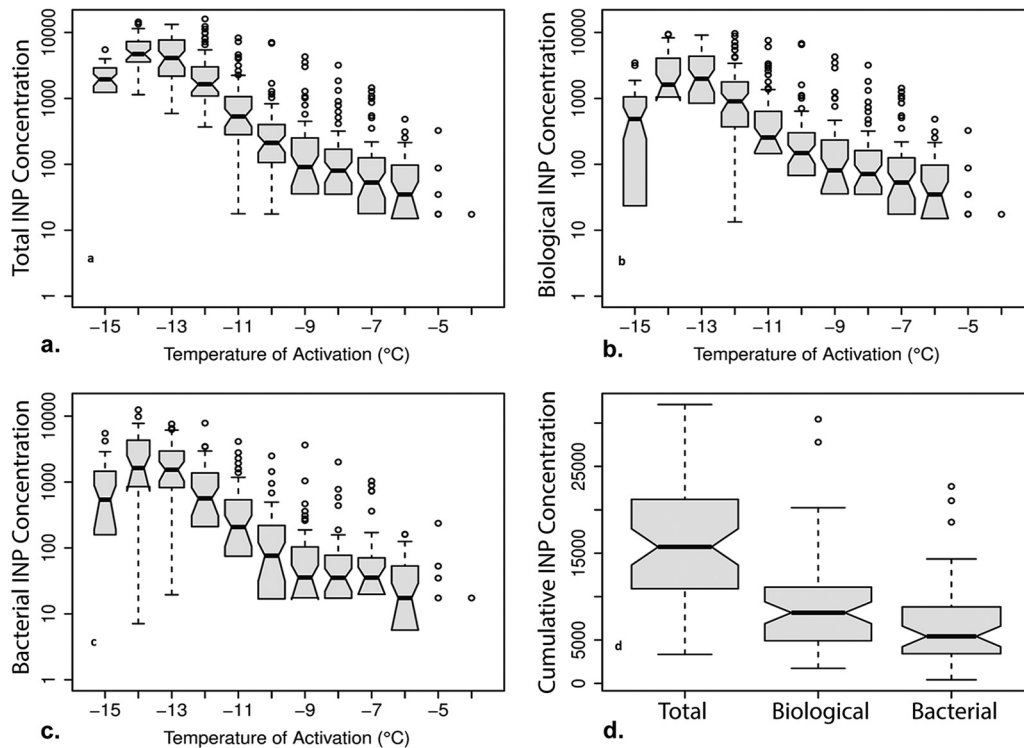 Total INP Concentration
10000
1000
100
10
1
a
-15 -13 -11 -9 -7 -5
a. Temperature of Activation (°C)
Biological INP Concentration
10000
1000
100
10
1
b
-15 -13 -11 -9 -7 -5
b. Temperature of Activation (°C)
Bacterial INP Concentration
10000
1000
100
10
1
c
-15 -13 -11 -9 -7 -5
c. Temperature of Activation (°C)
Cumulative INP Concentration
25000
15000
5000
0
d
Total Biological Bacterial
d.